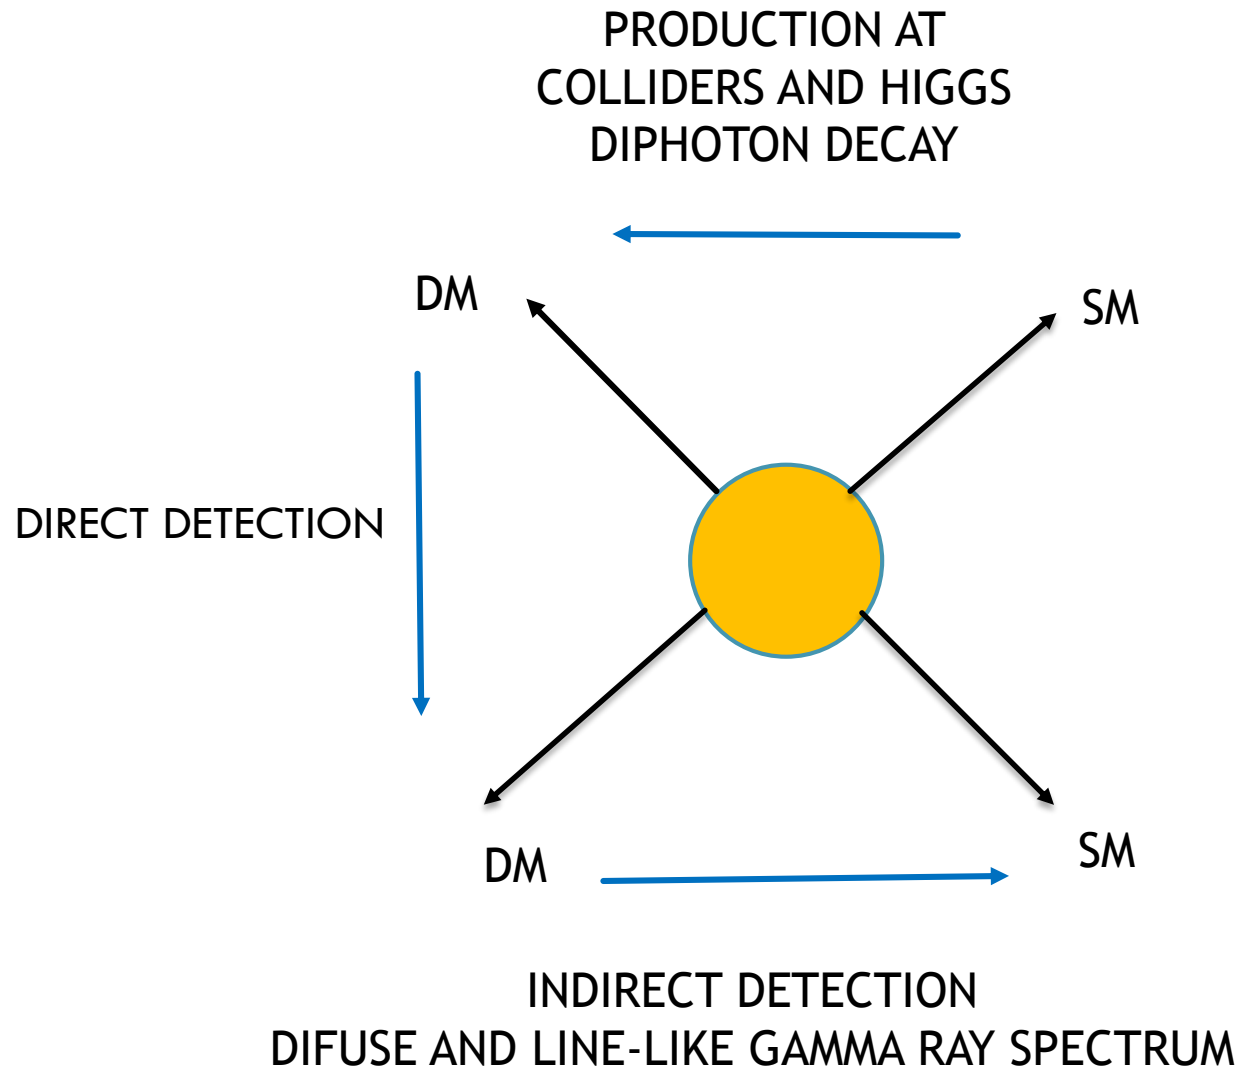 PRODUCTION AT
COLLIDERS AND HIGGS
DIPHOTON DECAY
DM
SM
DIRECT DETECTION
DM
SM
INDIRECT DETECTION
DIFUSE AND LINE-LIKE GAMMA RAY SPECTRUM